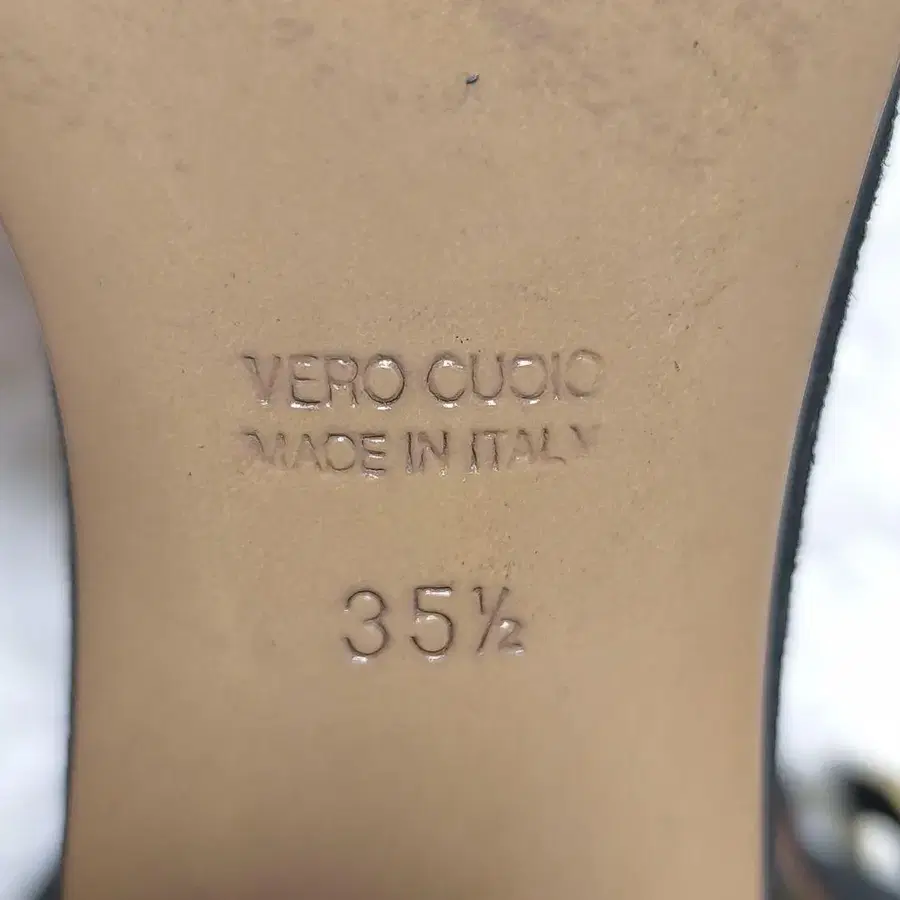 VERO CUOIO
MADE IN ITALY
35½